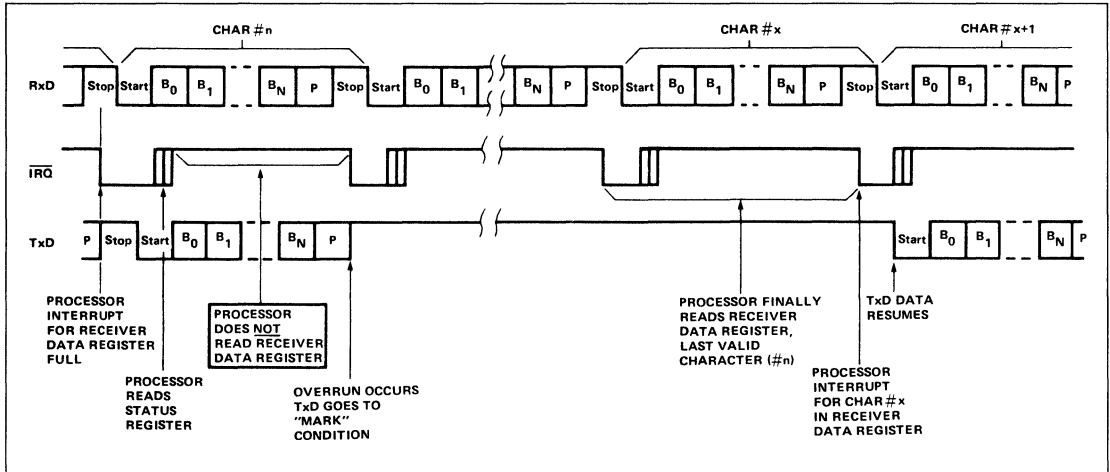 CHAR #n
CHAR #x
CHAR #x+1
RxD Stop Start B0 B1 BN P Stop Start B0 B1 BN P Stop Start B0 B1 BN P Stop Start B0 B1 BN P
IRQ
TxD P Stop Start B0 B1 BN P Start B0 B1 BN P
PROCESSOR
INTERRUPT
FOR RECEIVER
DATA REGISTER
FULL
PROCESSOR
READS
STATUS
REGISTER
PROCESSOR
DOES NOT
READ RECEIVER
DATA REGISTER
OVERRUN OCCURS
TxD GOES TO
"MARK"
CONDITION
PROCESSOR FINALLY
READS RECEIVER
DATA REGISTER,
LAST VALID
CHARACTER (#n)
PROCESSOR
INTERRUPT
FOR CHAR #x
IN RECEIVER
DATA REGISTER
TxD DATA
RESUMES